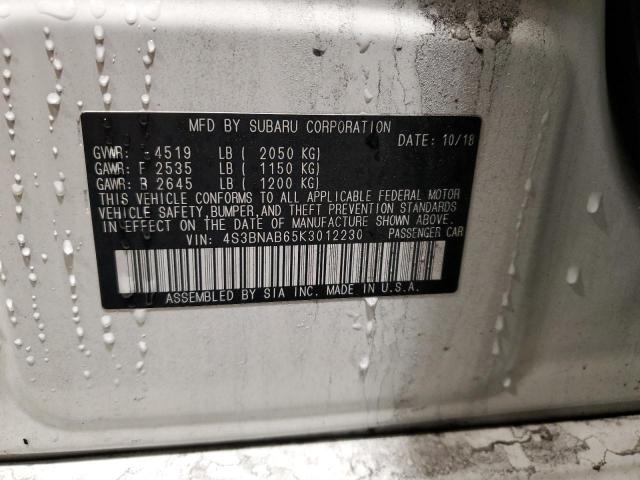 MFD BY SUBARU CORPORATION
DATE: 10/18
GVWR: 4519 LB ( 2050 KG)
GAWR: F 2535 LB ( 1150 KG)
GAWR: R 2645 LB ( 1200 KG)
THIS VEHICLE CONFORMS TO ALL APPLICABLE FEDERAL MOTOR
VEHICLE SAFETY, BUMPER, AND THEFT PREVENTION STANDARDS
IN EFFECT ON THE DATE OF MANUFACTURE SHOWN ABOVE.
VIN: 4S3BNAB65K3012230 PASSENGER CAR
ASSEMBLED BY SIA INC. MADE IN U.S.A.